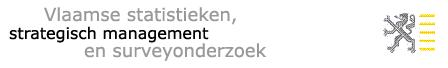 Vlaamse statistieken,
strategisch management
en surveyonderzoek